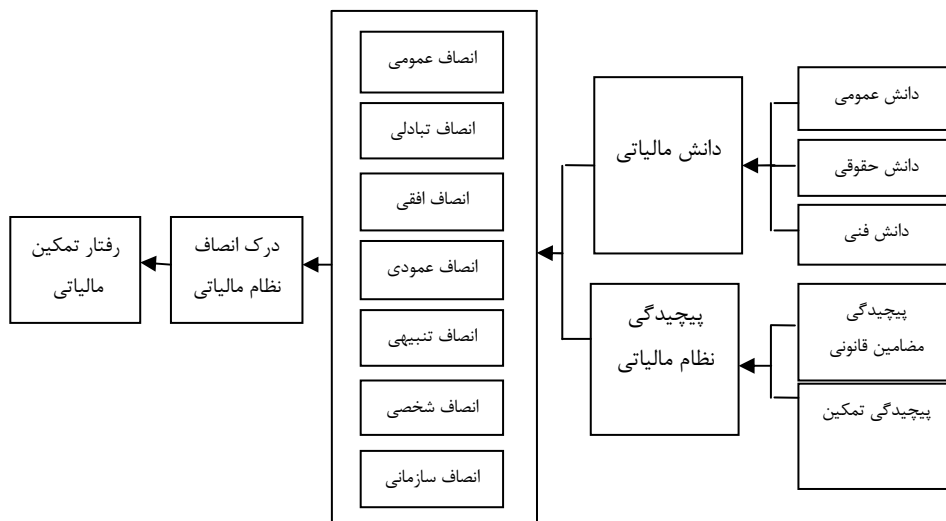 دانش عمومی
دانش حقوقی
دانش فنی
پیچیدگی
مضامین قانونی
پیچیدگی تمکین
دانش مالیاتی
پیچیدگی
نظام مالیاتی
انصاف عمومی
انصاف تبادلی
انصاف افقی
انصاف عمودی
انصاف تنبیهی
انصاف شخصی
انصاف سازمانی
درک انصاف
نظام مالیاتی
رفتار تمکین
مالیاتی